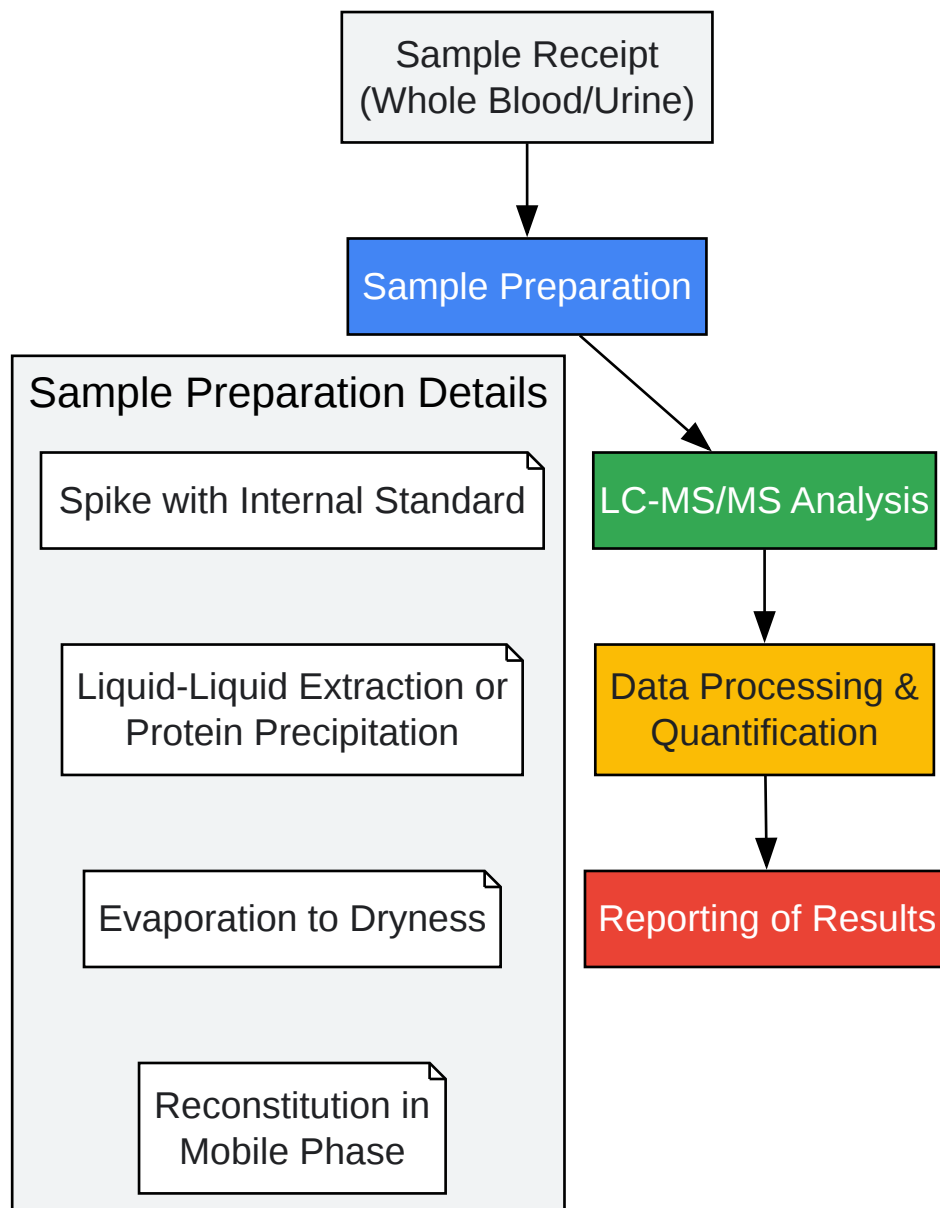 Sample Receipt
(Whole Blood/Urine)
Sample Preparation
Sample Preparation Details
Spike with Internal Standard
LC-MS/MS Analysis
Liquid-Liquid Extraction or
Protein Precipitation
Data Processing &
Quantification
Evaporation to Dryness
Reporting of Results
Reconstitution in
Mobile Phase